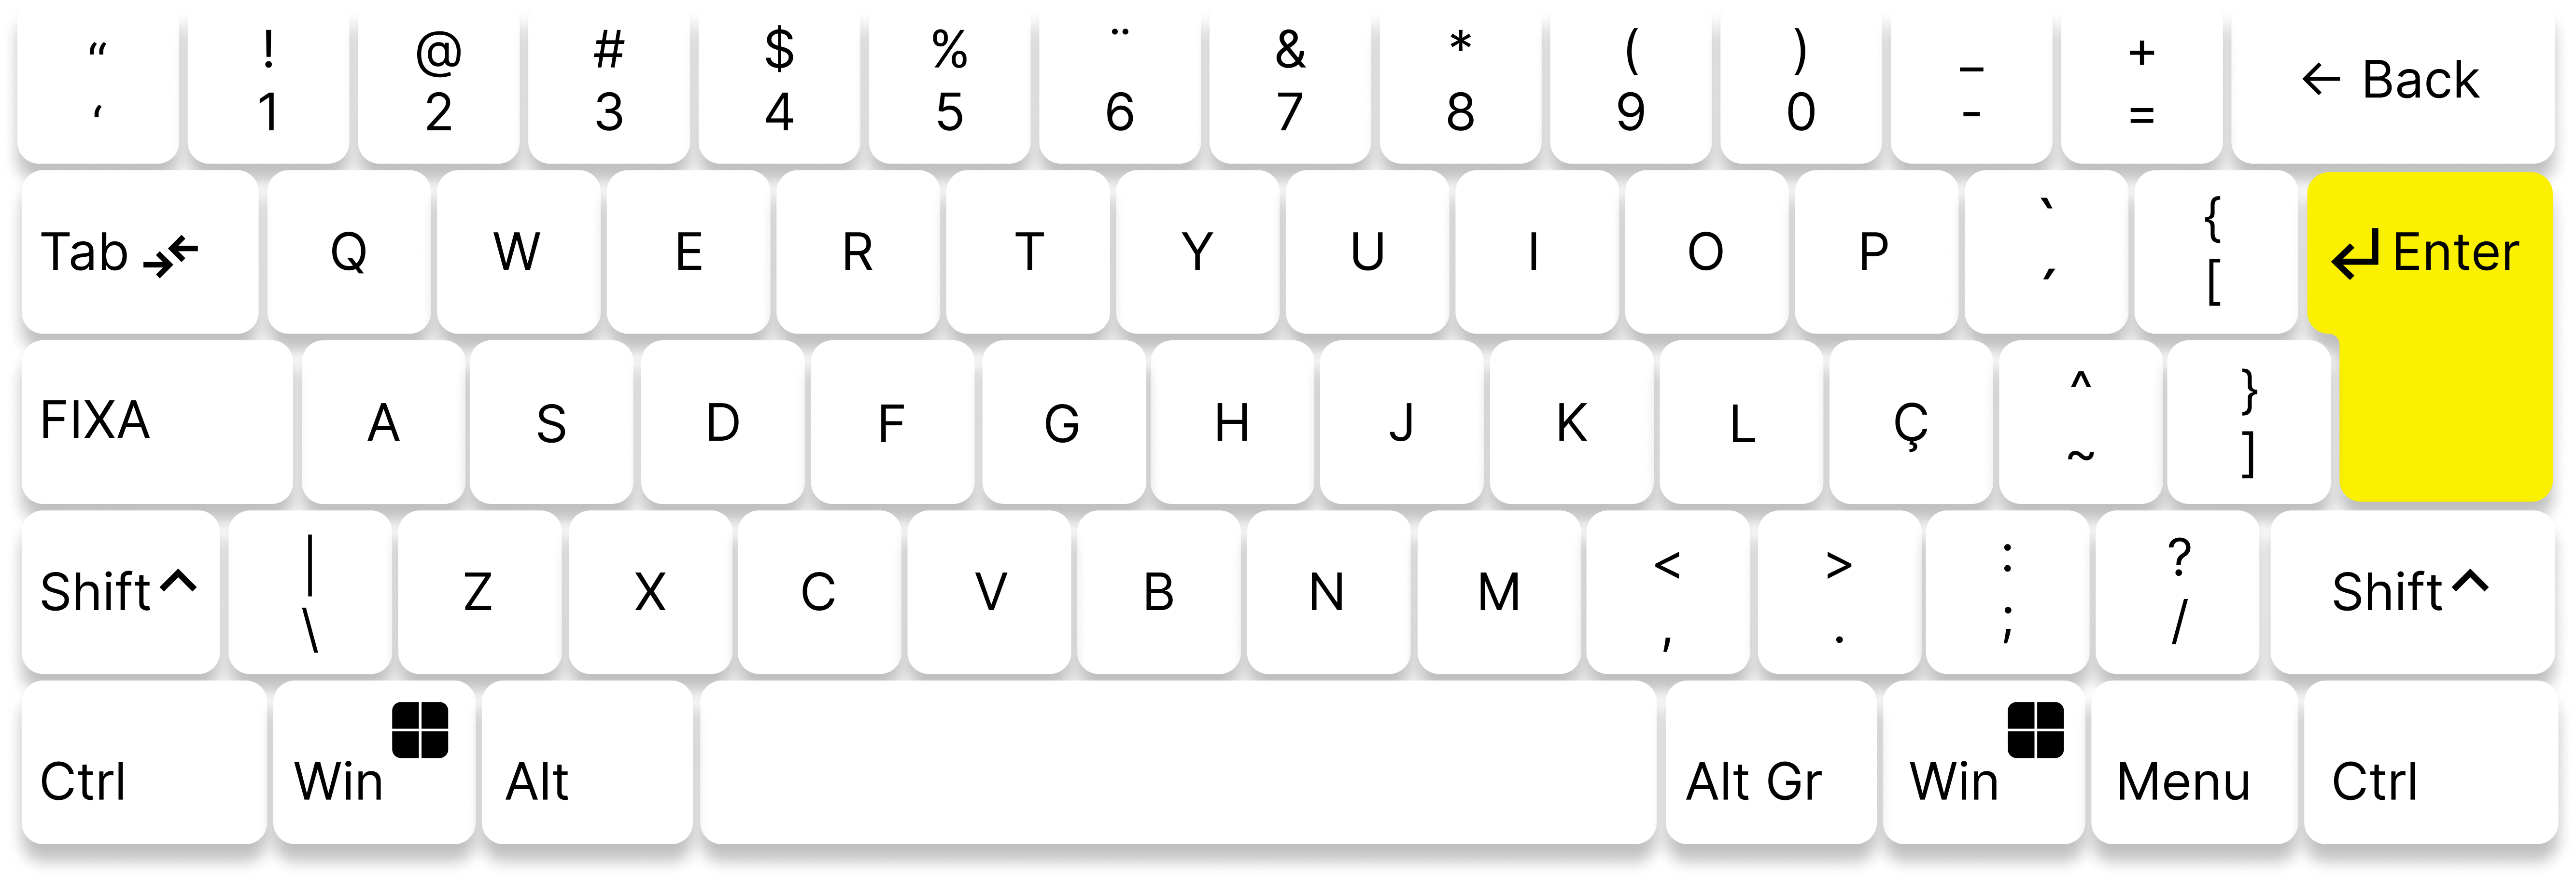 “ ! @ # $ % ¨ & * ( ) _ + ← Back
‘ 1 2 3 4 5 6 7 8 9 0 - =
Tab Q W E R T Y U I O P ` ´ { [ ↵ Enter
FIXA A S D F G H J K L Ç ^ ~ } ]
Shift ^ | \ Z X C V B N M < , > . : ; ? / Shift ^
Ctrl Win Alt Alt Gr Win Menu Ctrl